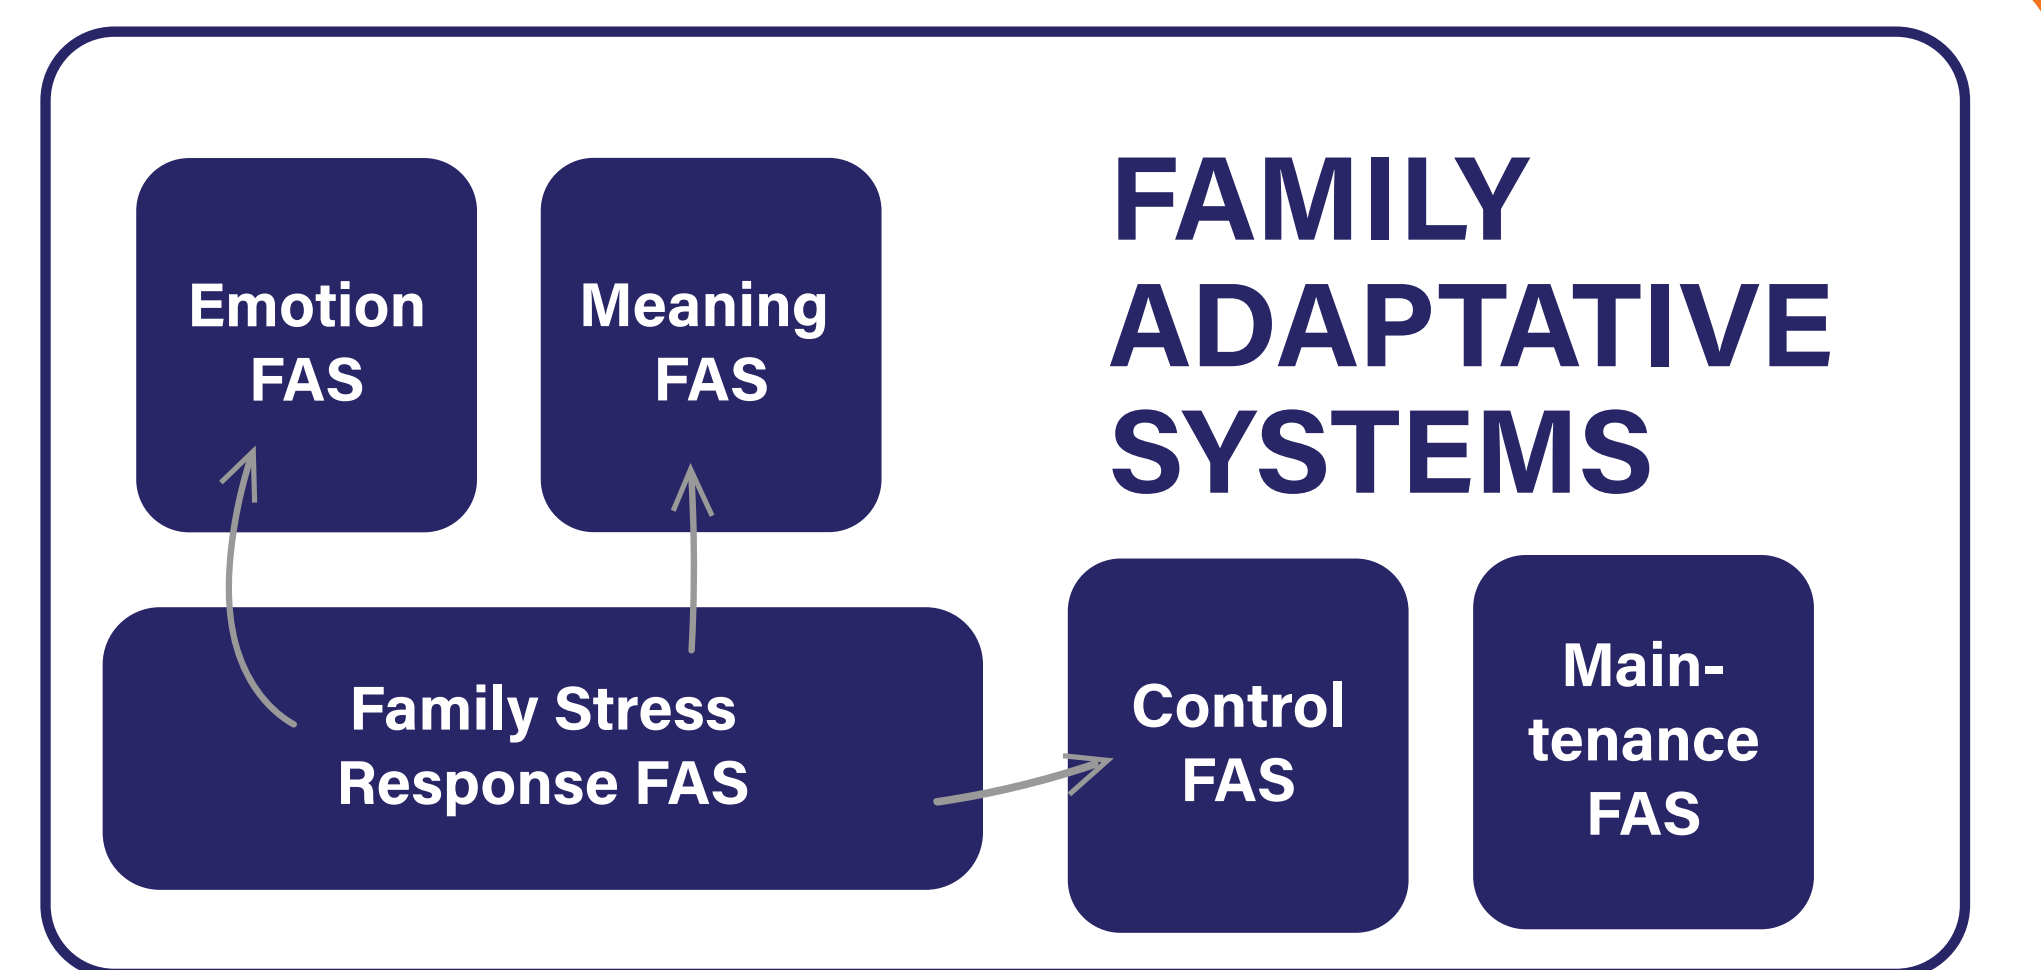 FAMILY
ADAPTATIVE
SYSTEMS
Emotion
FAS
Meaning
FAS
Family Stress
Response FAS
Control
FAS
Main-
tenance
FAS